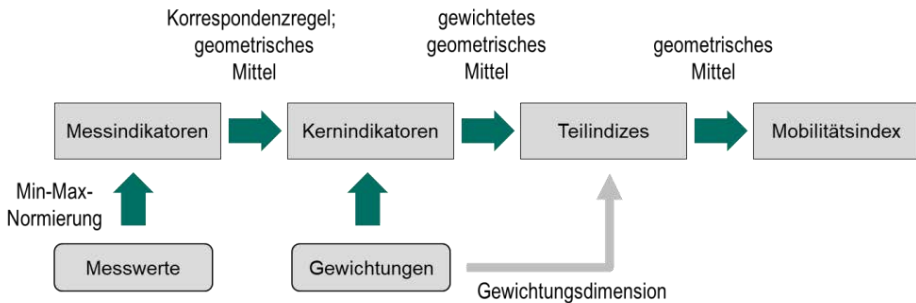 Korrespondenzregel;
geometrisches
Mittel
gewichtetes
geometrisches
Mittel
geometrisches
Mittel
Messindikatoren
Kernindikatoren
Teilindizes
Mobilitätsindex
Min-Max-
Normierung
Messwerte
Gewichtungen
Gewichtungsdimension